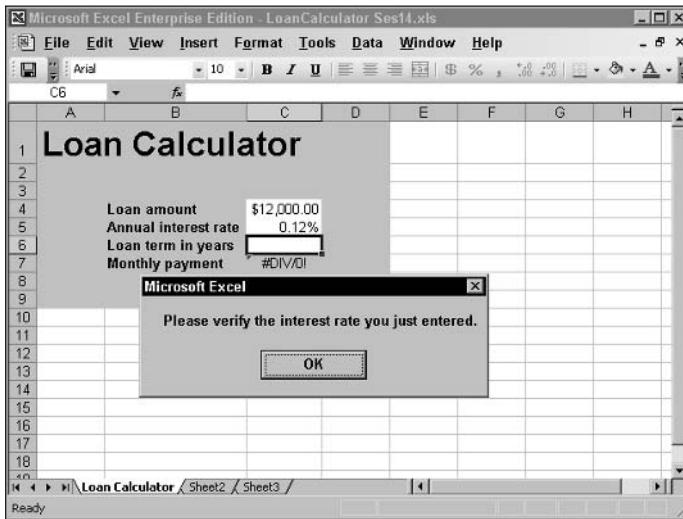 Microsoft Excel Enterprise Edition - LoanCalculator Ses14.xls
File Edit View Insert Format Tools Data Window Help
Arial 10 B I U $ % ,
C6 fx
A B C D E F G H
1 Loan Calculator
2
3
4 Loan amount $12,000.00
5 Annual interest rate 0.12%
6 Loan term in years
7 Monthly payment #DIV/0!
8 Microsoft Excel
9
10 Please verify the interest rate you just entered.
11
12
13 OK
14
15
16
17
18
19
Loan Calculator / Sheet2 / Sheet3 /
Ready